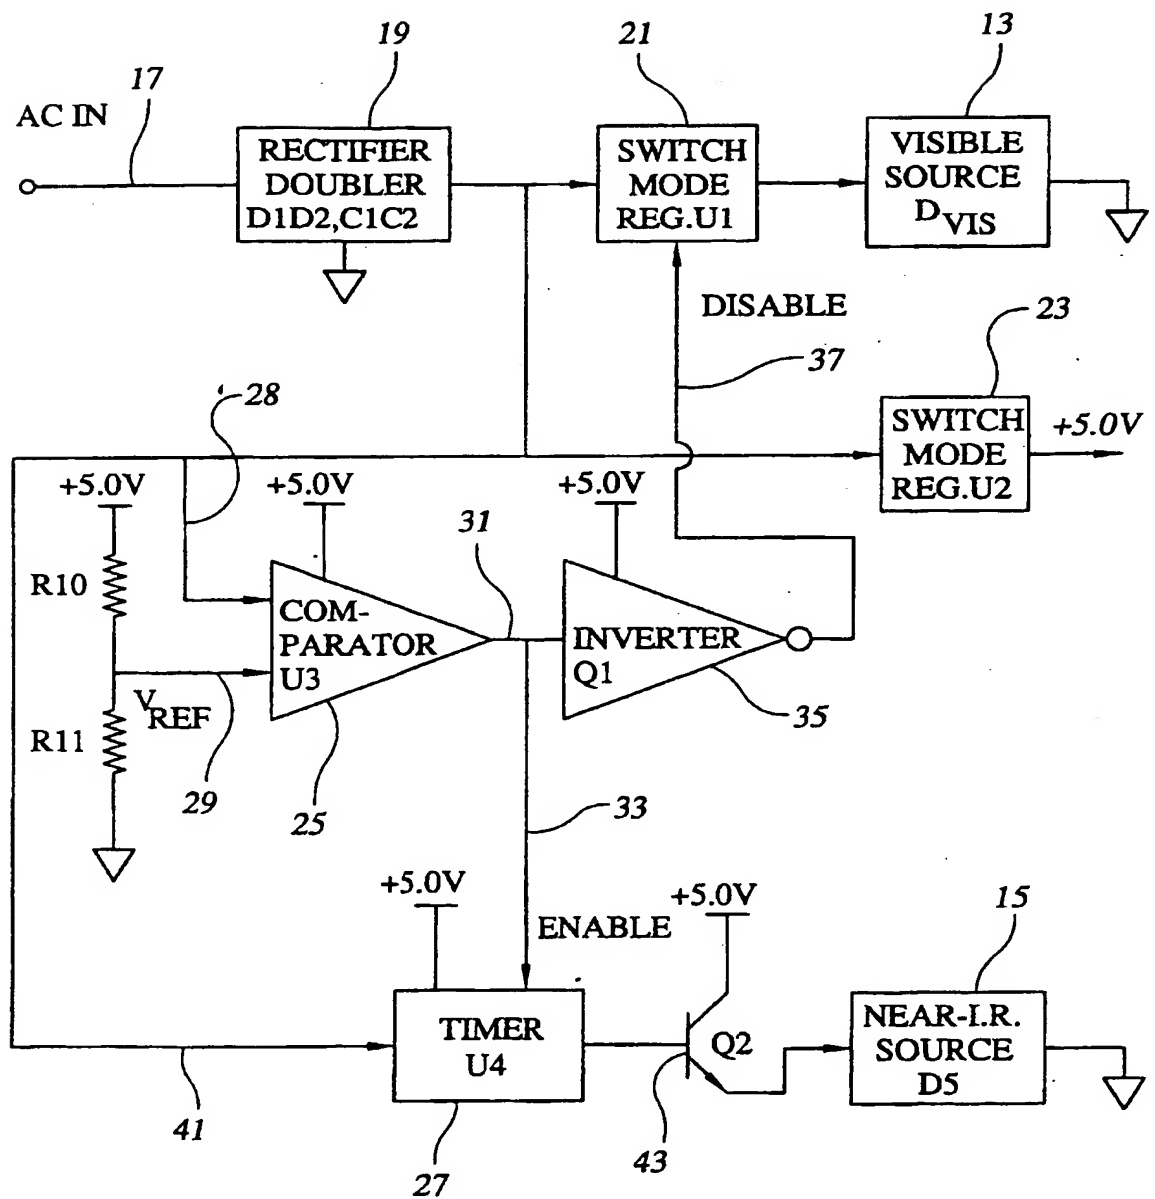 19
21
13
17
AC IN
RECTIFIER
DOUBLER
D1D2,C1C2
SWITCH
MODE
REG.U1
VISIBLE
SOURCE
DVIS
DISABLE
23
37
28
SWITCH
MODE
REG.U2
+5.0V
+5.0V
+5.0V
+5.0V
31
R10
COM-
PARATOR
U3
INVERTER
Q1
VREF
R11
35
29
25
33
+5.0V
+5.0V
ENABLE
15
TIMER
U4
Q2
NEAR-I.R.
SOURCE
D5
41
27
43